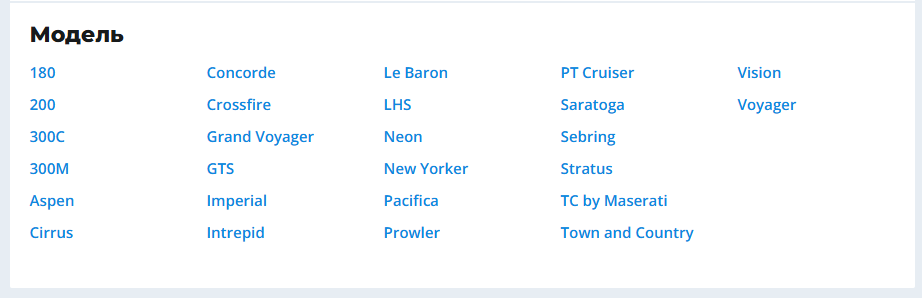 Модель
180
200
300C
300M
Aspen
Cirrus
Concorde
Crossfire
Grand Voyager
GTS
Imperial
Intrepid
Le Baron
LHS
Neon
New Yorker
Pacifica
Prowler
PT Cruiser
Saratoga
Sebring
Stratus
TC by Maserati
Town and Country
Vision
Voyager